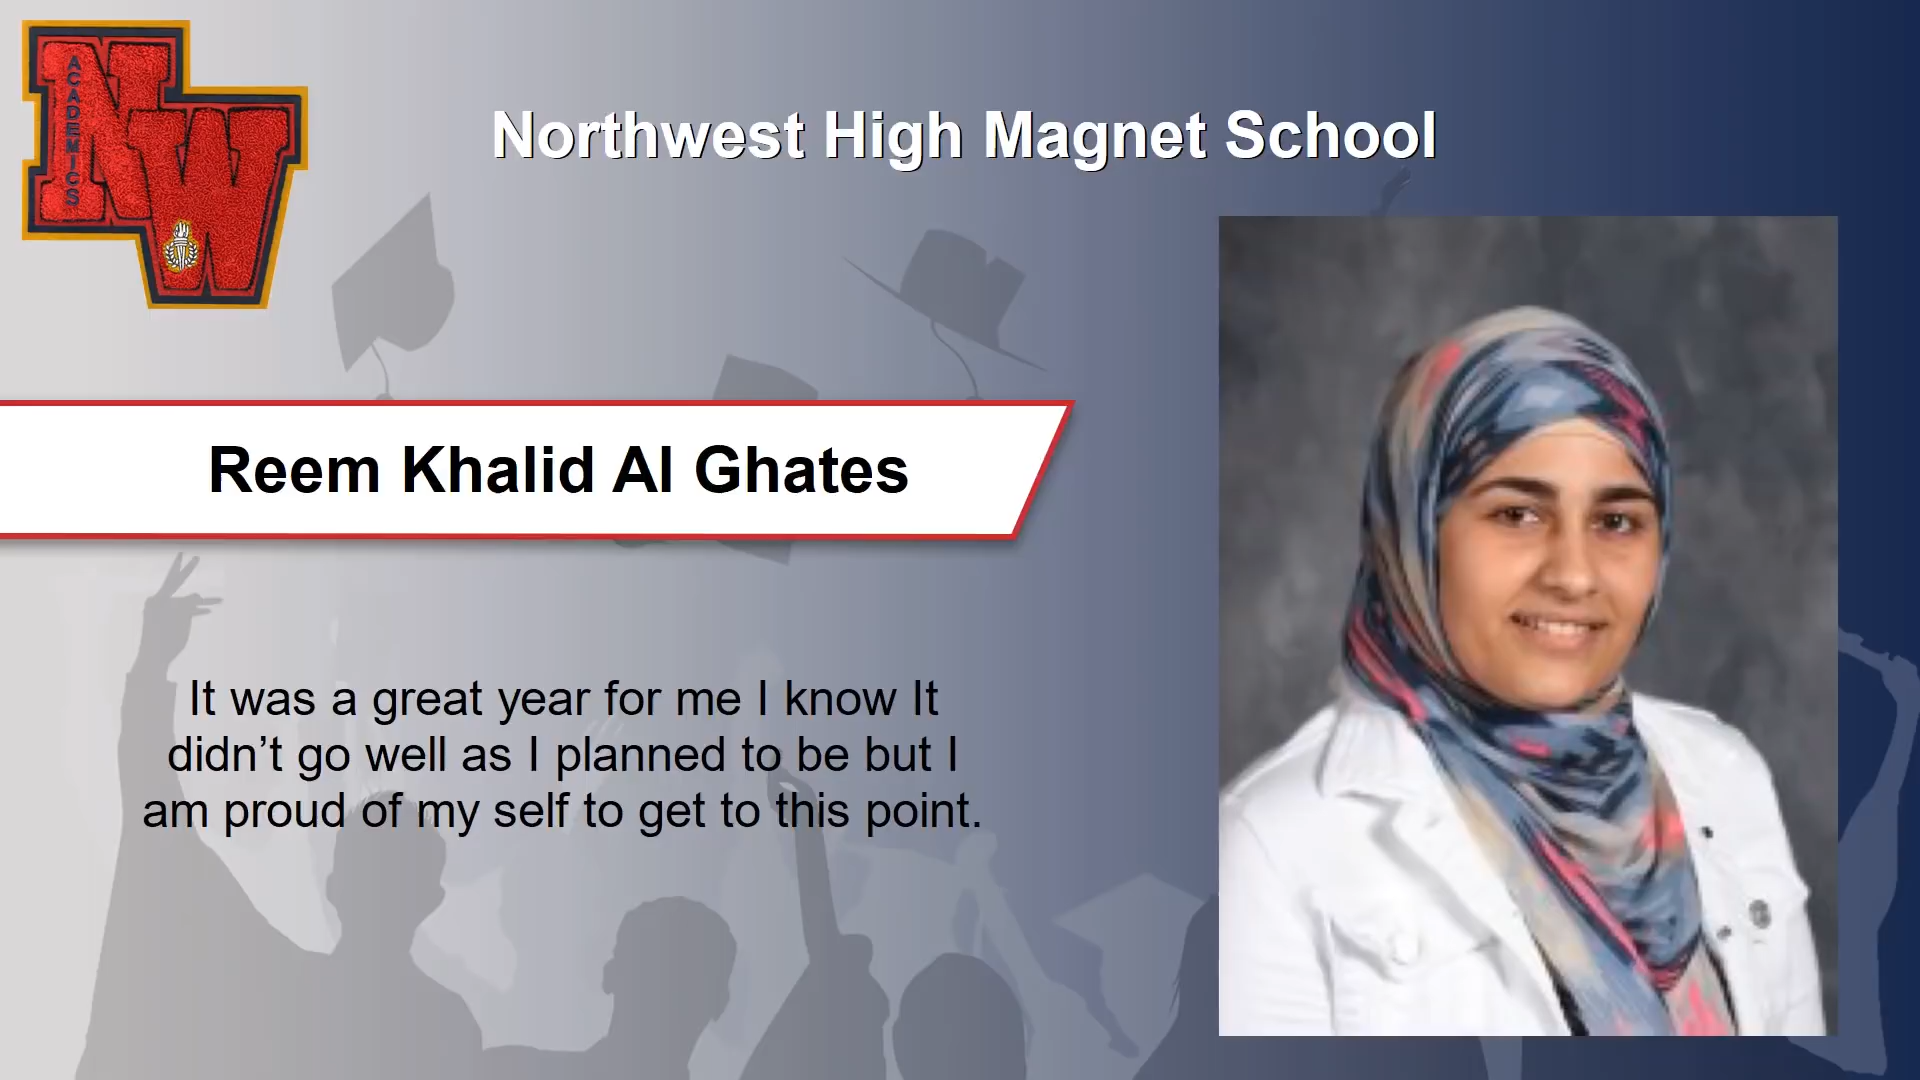 ACADEMICS
NW
Northwest High Magnet School
Reem Khalid Al Ghates
It was a great year for me I know It
didn’t go well as I planned to be but I
am proud of my self to get to this point.